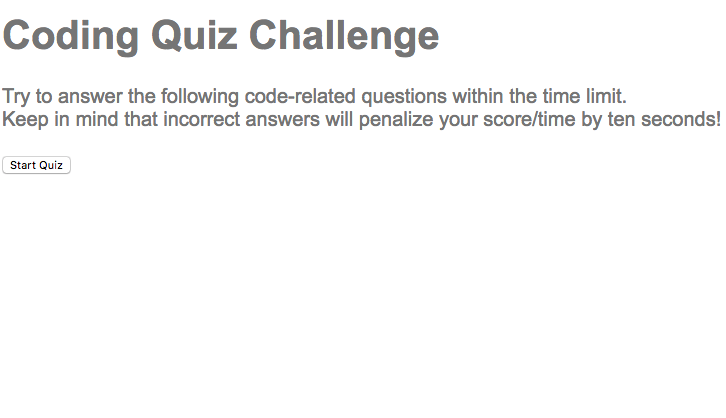 Coding Quiz Challenge
Try to answer the following code-related questions within the time limit.
Keep in mind that incorrect answers will penalize your score/time by ten seconds!
Start Quiz